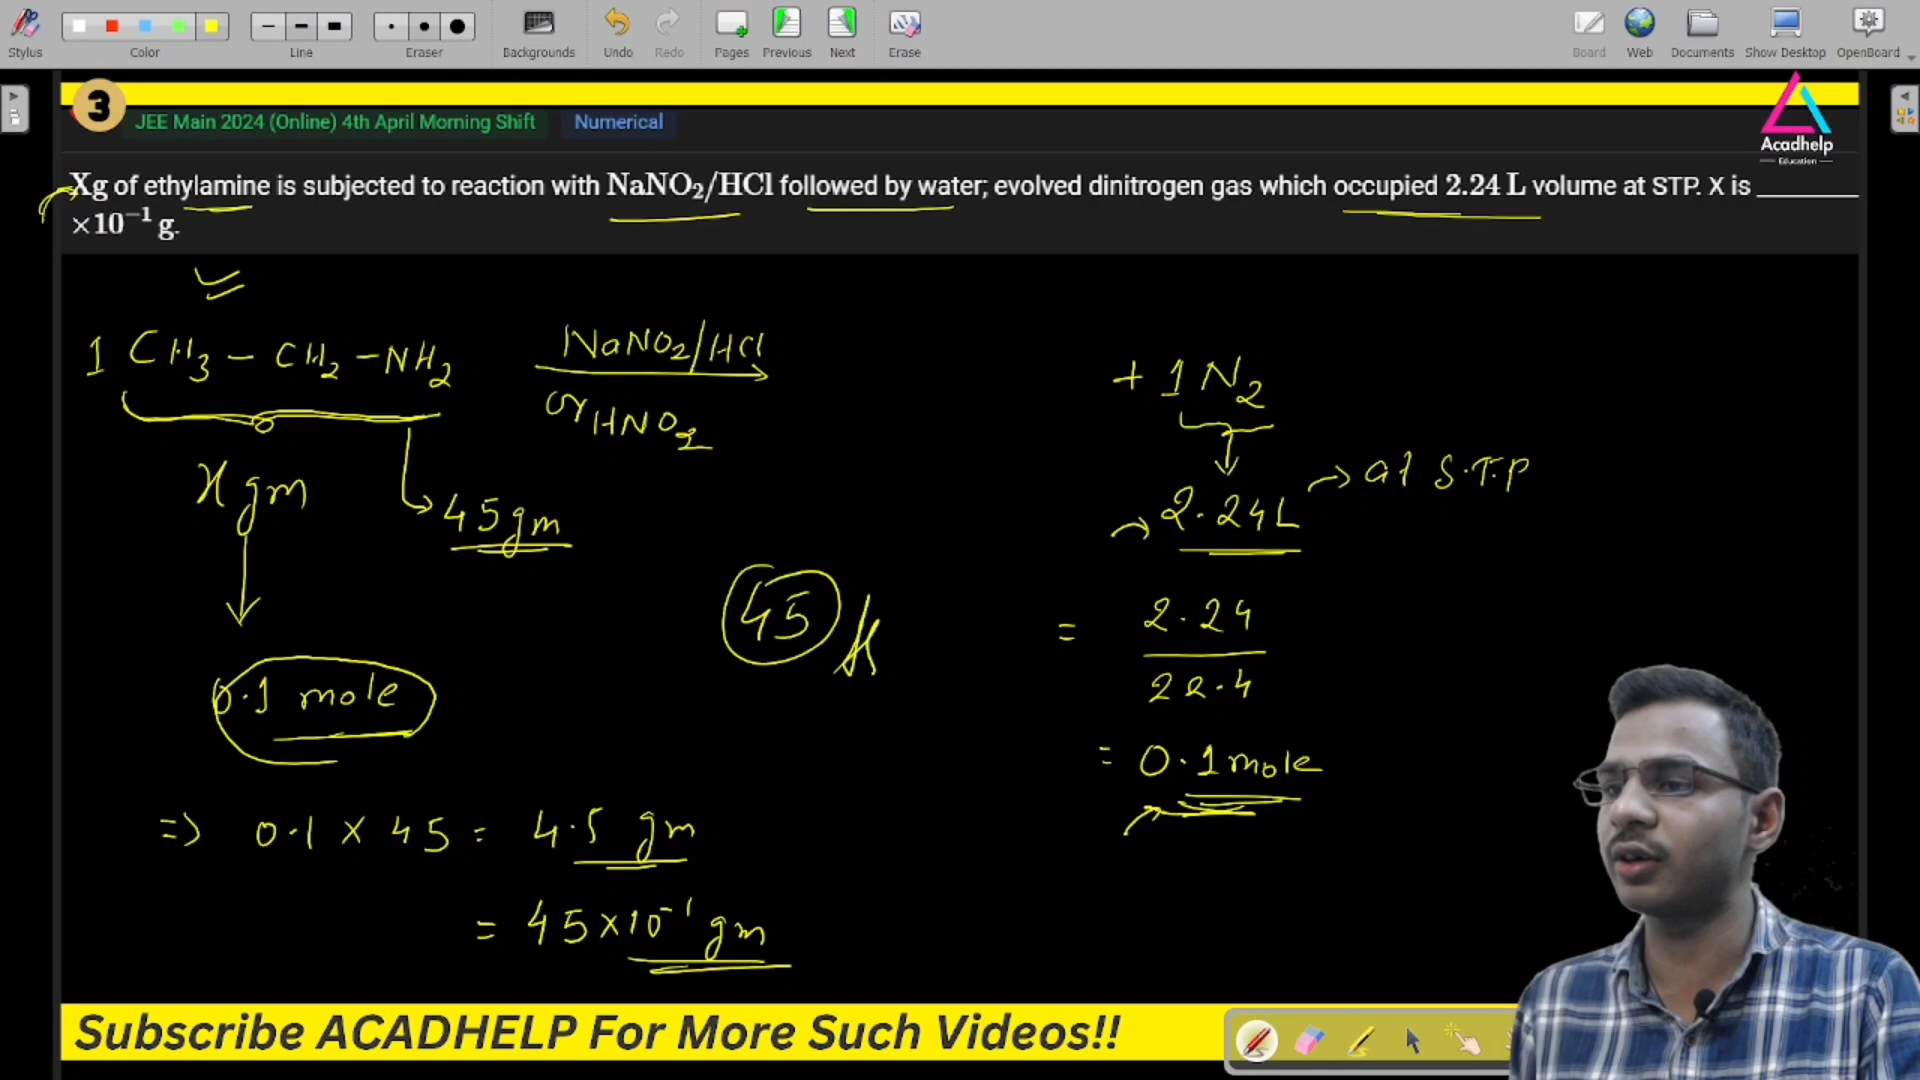 Stylus
Color
Line
Eraser
Backgrounds
Undo
Redo
Pages
Previous
Next
Erase
Board
Web
Documents
Show Desktop
OpenBoard
3
JEE Main 2024 (Online) 4th April Morning Shift
Numerical
Acadhelp
Education
Xg of ethylamine is subjected to reaction with NaNO₂/HCl followed by water; evolved dinitrogen gas which occupied 2.24 L volume at STP. X is ________
×10⁻¹ g.
1 CH₃ – CH₂ – NH₂
NaNO₂/HCl
or HNO₂
+ 1 N₂
x gm
45 gm
2.24L → at S.T.P
45
= 2.24
22.4
0.1 mole
= 0.1 mole
=> 0.1 × 45 = 4.5 gm
= 45 × 10⁻¹ gm
Subscribe ACADHELP For More Such Videos!!